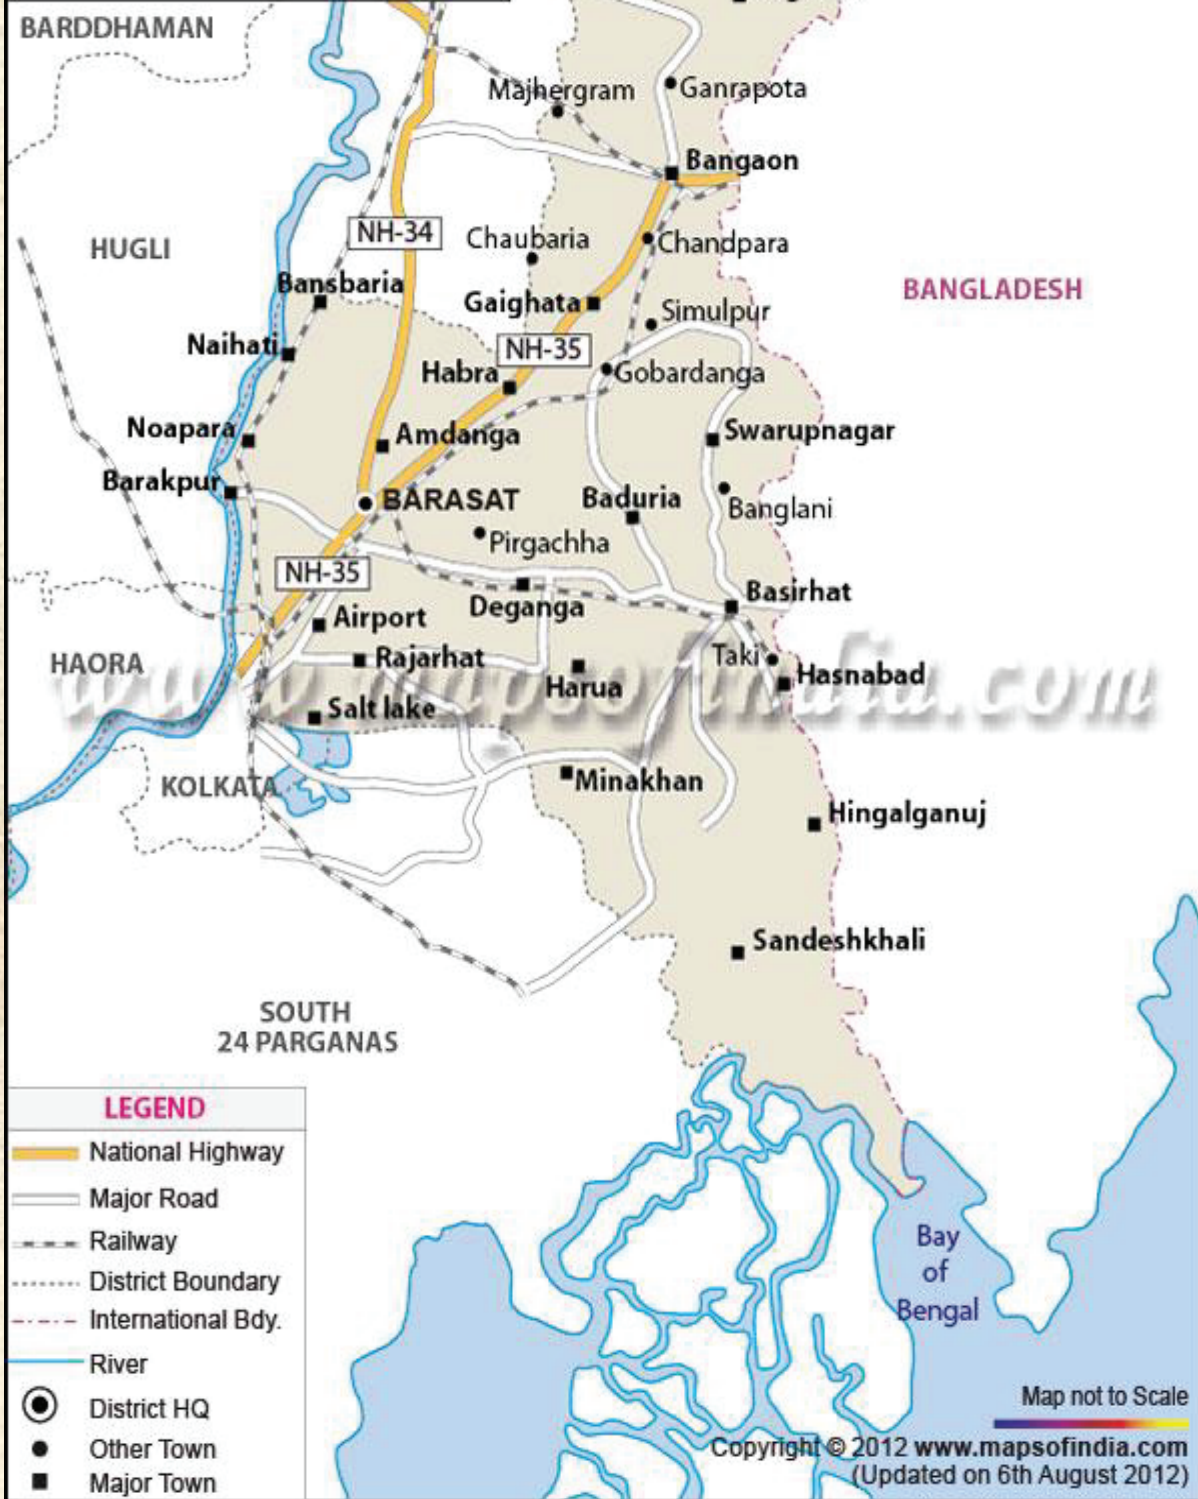 BARDDHAMAN
Majhergram
Ganrapota
Bangaon
NH-34
Chaubaria
Chandpara
HUGLI
Bansbaria
Gaighata
BANGLADESH
Simulpur
Naihati
NH-35
Habra
Gobardanga
Noapara
Amdanga
Swarupnagar
Barakpur
BARASAT
Baduria
Banglani
Pirgachha
NH-35
Deganga
Basirhat
Airport
HAORA
Rajarhat
Taki
Hasnabad
Harua
www.mapsofindia.com
Salt lake
KOLKATA
Minakhan
Hingalganuj
Sandeshkhali
SOUTH
24 PARGANAS
LEGEND
National Highway
Major Road
Railway
District Boundary
International Bdy.
River
District HQ
Other Town
Major Town
Bay
of
Bengal
Map not to Scale
Copyright © 2012 www.mapsofindia.com
(Updated on 6th August 2012)